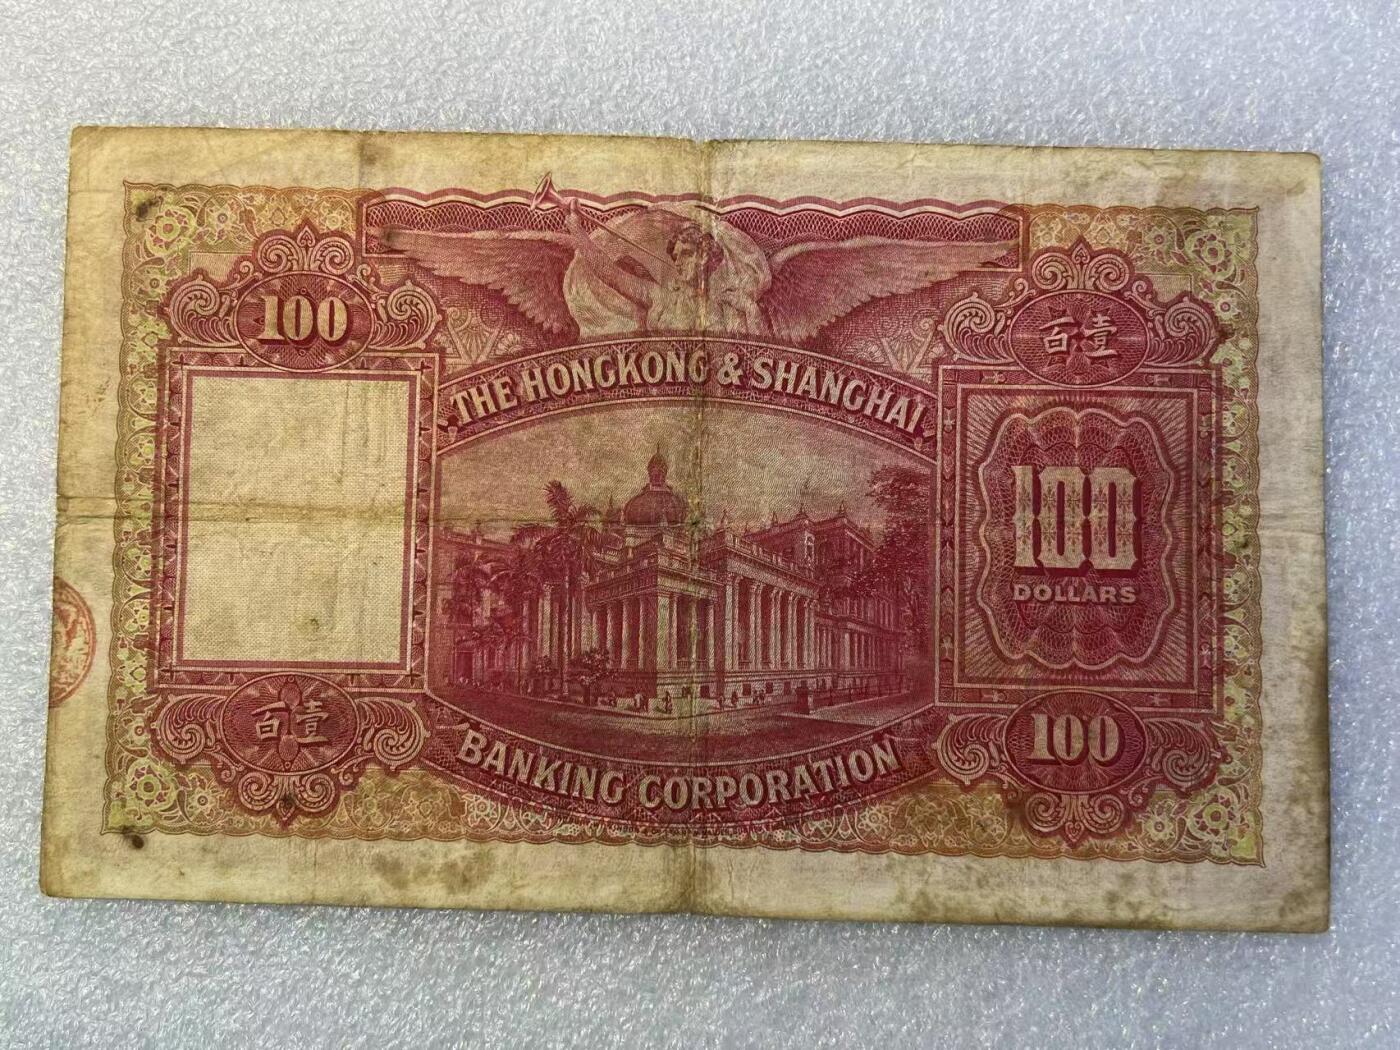 100
百壹
THE HONGKONG & SHANGHAI
100
DOLLARS
百壹
100
BANKING CORPORATION